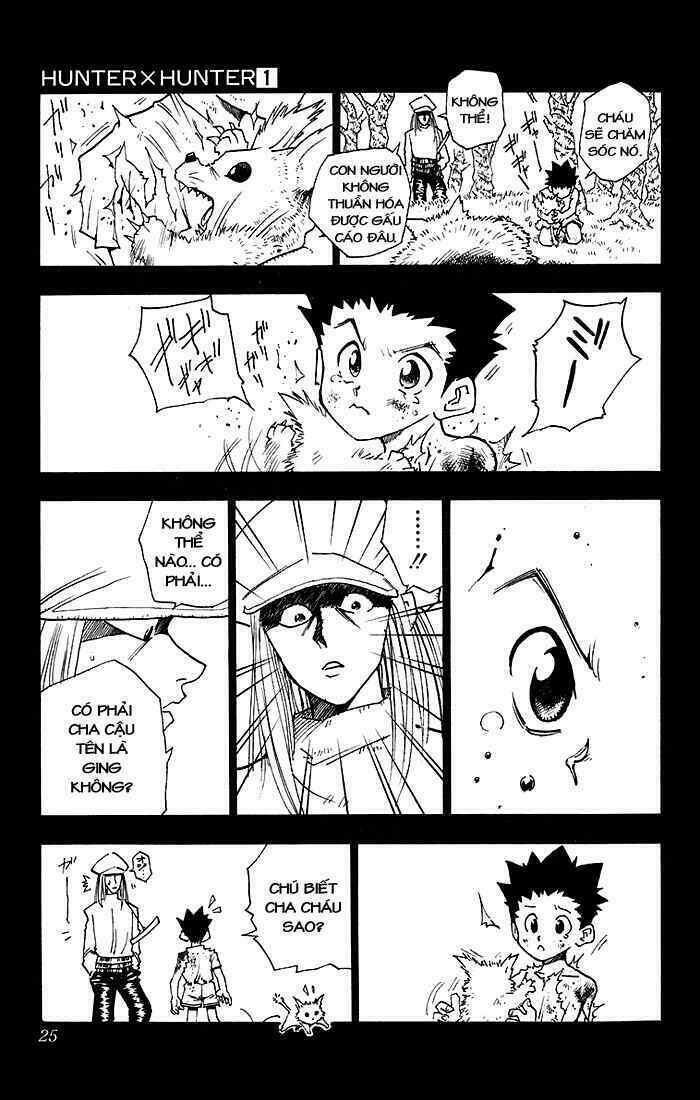 HUNTER×HUNTER 1
CHÁU
SẼ CHĂM
SÓC NÓ.
KHÔNG
THỂ!
CON NGƯỜI
KHÔNG
THUẦN HÓA
ĐƯỢC GẤU
CÁO ĐÂU.
......!!
KHÔNG
THỂ
NÀO... CÓ
PHẢI...
CÓ PHẢI
CHA CẬU
TÊN LÀ
GING
KHÔNG?
CHÚ BIẾT
CHA CHÁU
SAO?
25